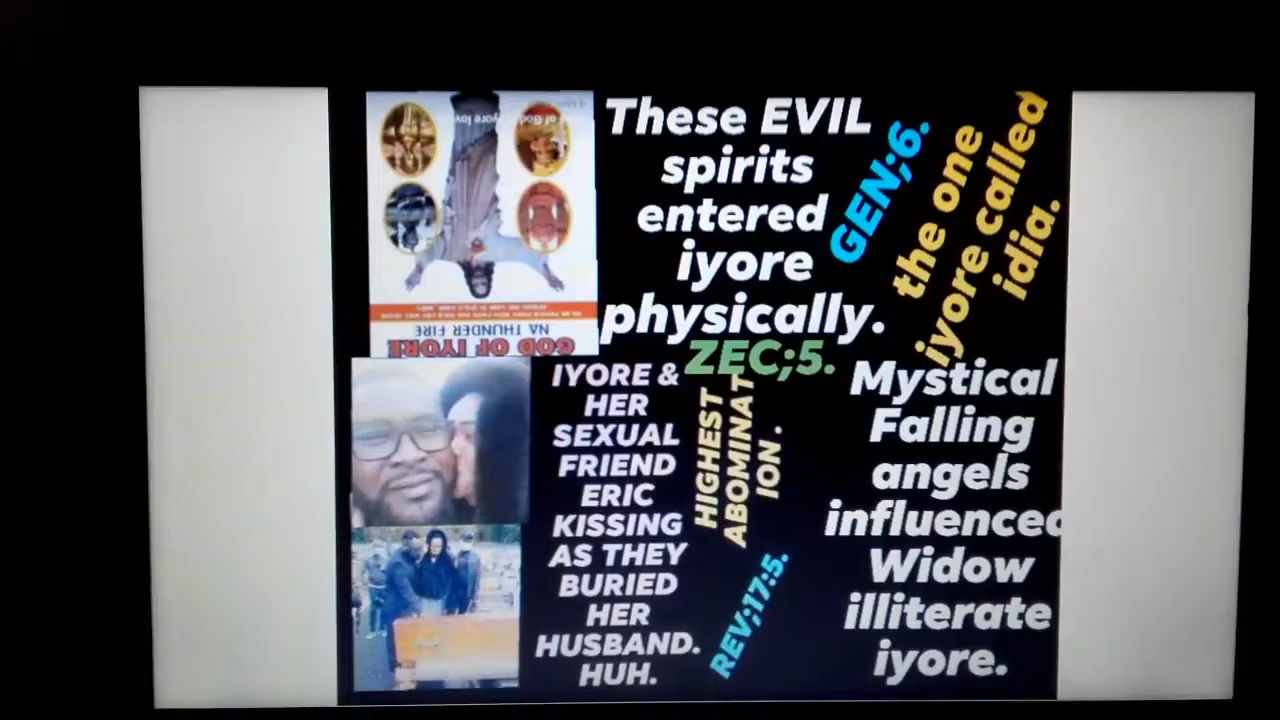 These EVIL
spirits
entered
iyore
physically.
GEN;6.
the one
iyore called
idia.
GOD OF IYORE
NA THUNDER FIRE
ZEC;5.
IYORE &
HER
SEXUAL
FRIEND
ERIC
KISSING
AS THEY
BURIED
HER
HUSBAND.
HUH.
HIGHEST
ABOMINAT
ION .
REV;17:5.
Mystical
Falling
angels
influenced
Widow
illiterate
iyore.